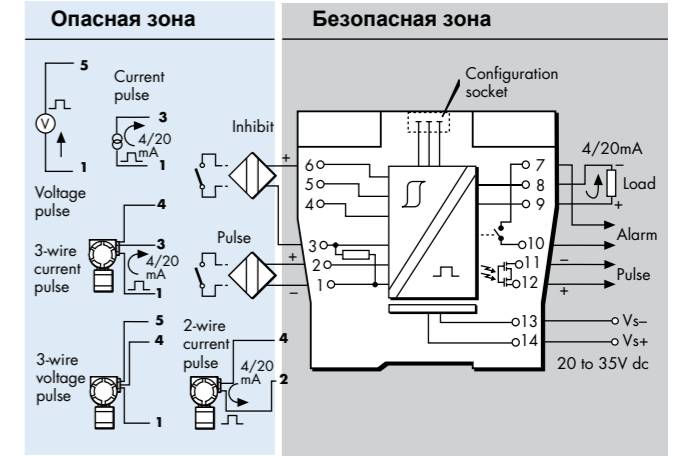 Опасная зона
Безопасная зона
5
V
1
Voltage
pulse
Current
pulse
3
4/20
mA
1
Configuration
socket
Inhibit
+
6
5
4
3
Pulse
+
2
1
–
7
8
9
10
11
12
13
14
4/20mA
–
Load
+
Alarm
–
Pulse
+
Vs–
Vs+
20 to 35V dc
3-wire
current
pulse
4
3
4/20
mA
1
3-wire
voltage
pulse
5
4
1
2-wire
current
pulse
4
4/20
mA
2